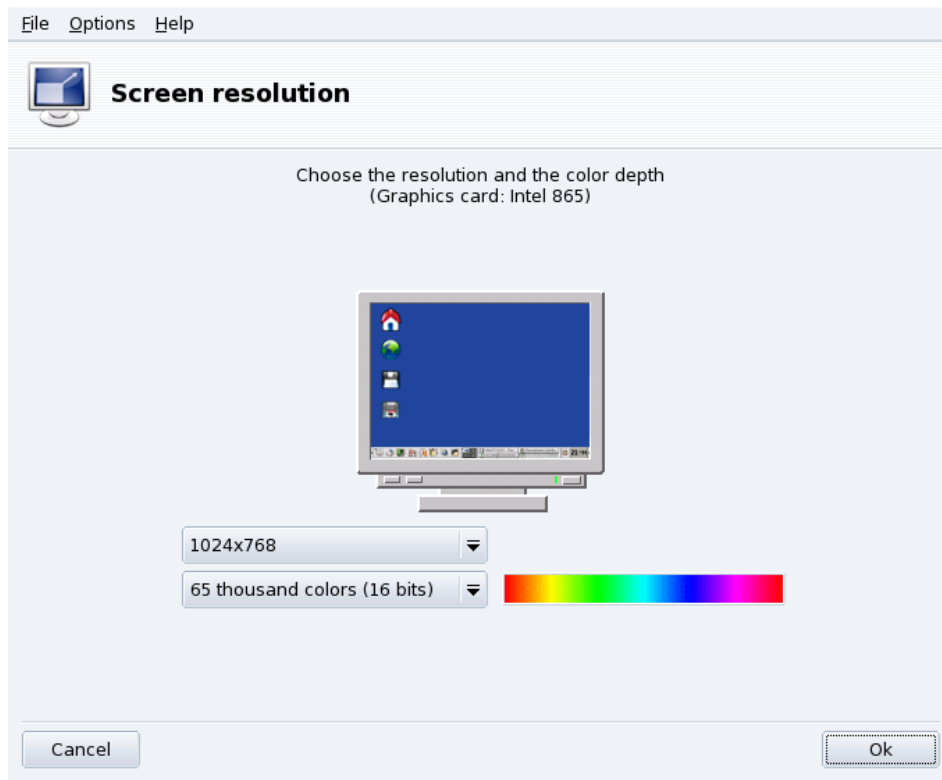 File Options Help
Screen resolution
Choose the resolution and the color depth
(Graphics card: Intel 865)
1024x768
65 thousand colors (16 bits)
Cancel
Ok